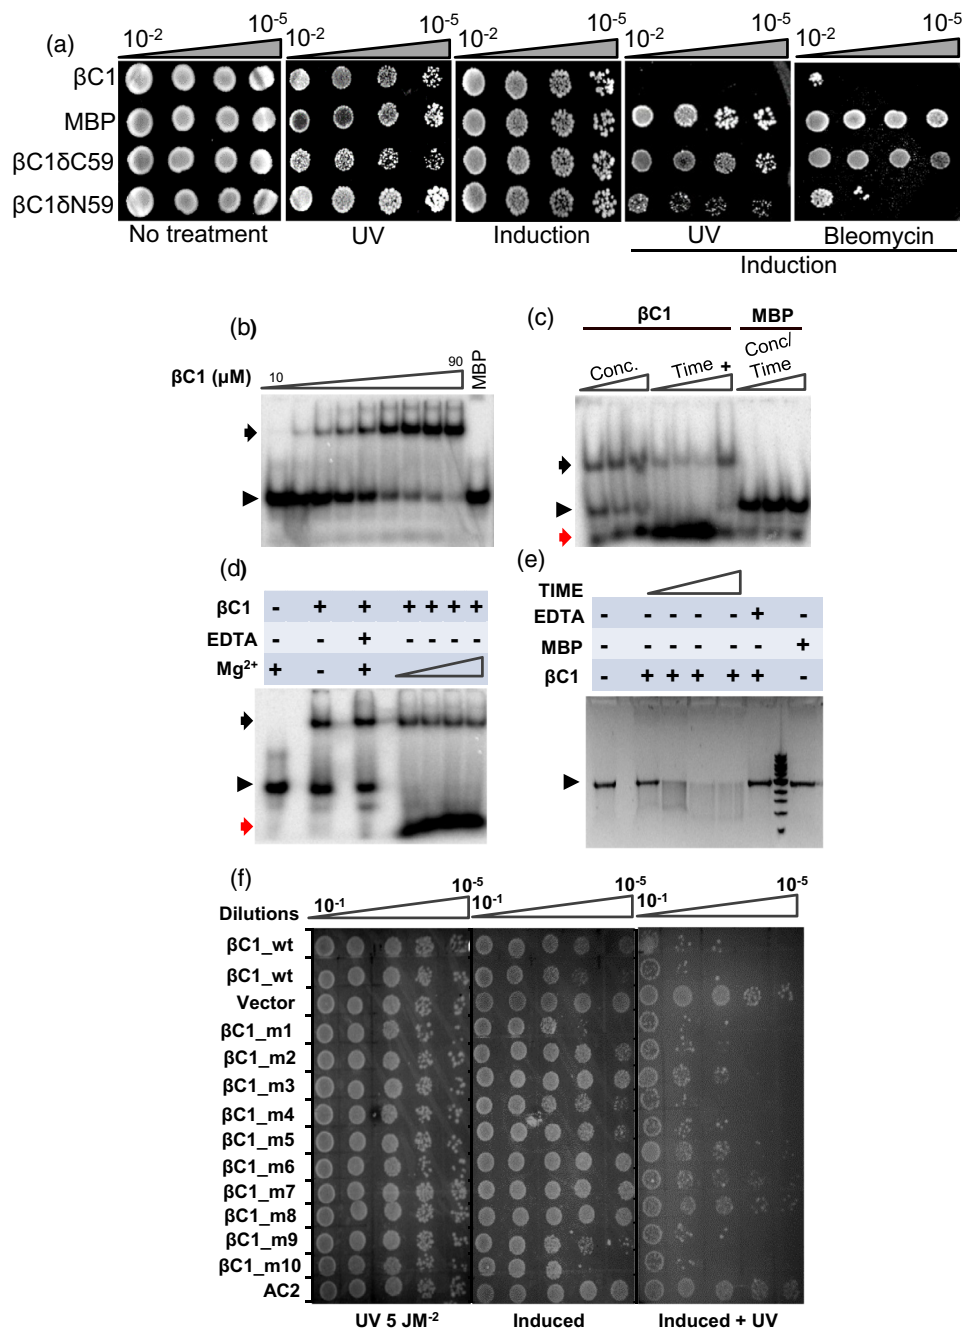 (a)
10-2 10-5 10-2 10-5 10-2 10-5 10-2 10-5 10-2 10-5
βC1
MBP
βC1δC59
βC1δN59
No treatment UV Induction UV Bleomycin
Induction
(b)
βC1 (μM) 10 90 MBP
(c)
βC1 MBP
Conc. Time + Conc/
Time
(d)
βC1 - + + + + + +
EDTA + - - - -
Mg2+ + - +
(e)
TIME
EDTA - - - - - + -
MBP - - - - - - +
βC1 - + + + + + -
(f)
10-1 10-5 10-1 10-5 10-1 10-5
Dilutions
βC1_wt
βC1_wt
Vector
βC1_m1
βC1_m2
βC1_m3
βC1_m4
βC1_m5
βC1_m6
βC1_m7
βC1_m8
βC1_m9
βC1_m10
AC2
UV 5 JM-2 Induced Induced + UV